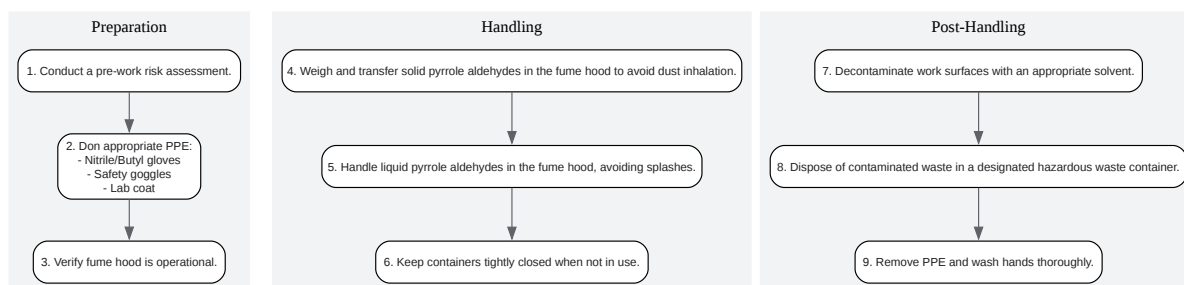 Preparation
1. Conduct a pre-work risk assessment.
2. Don appropriate PPE:
- Nitrile/Butyl gloves
- Safety goggles
- Lab coat
3. Verify fume hood is operational.
Handling
4. Weigh and transfer solid pyrrole aldehydes in the fume hood to avoid dust inhalation.
5. Handle liquid pyrrole aldehydes in the fume hood, avoiding splashes.
6. Keep containers tightly closed when not in use.
Post-Handling
7. Decontaminate work surfaces with an appropriate solvent.
8. Dispose of contaminated waste in a designated hazardous waste container.
9. Remove PPE and wash hands thoroughly.